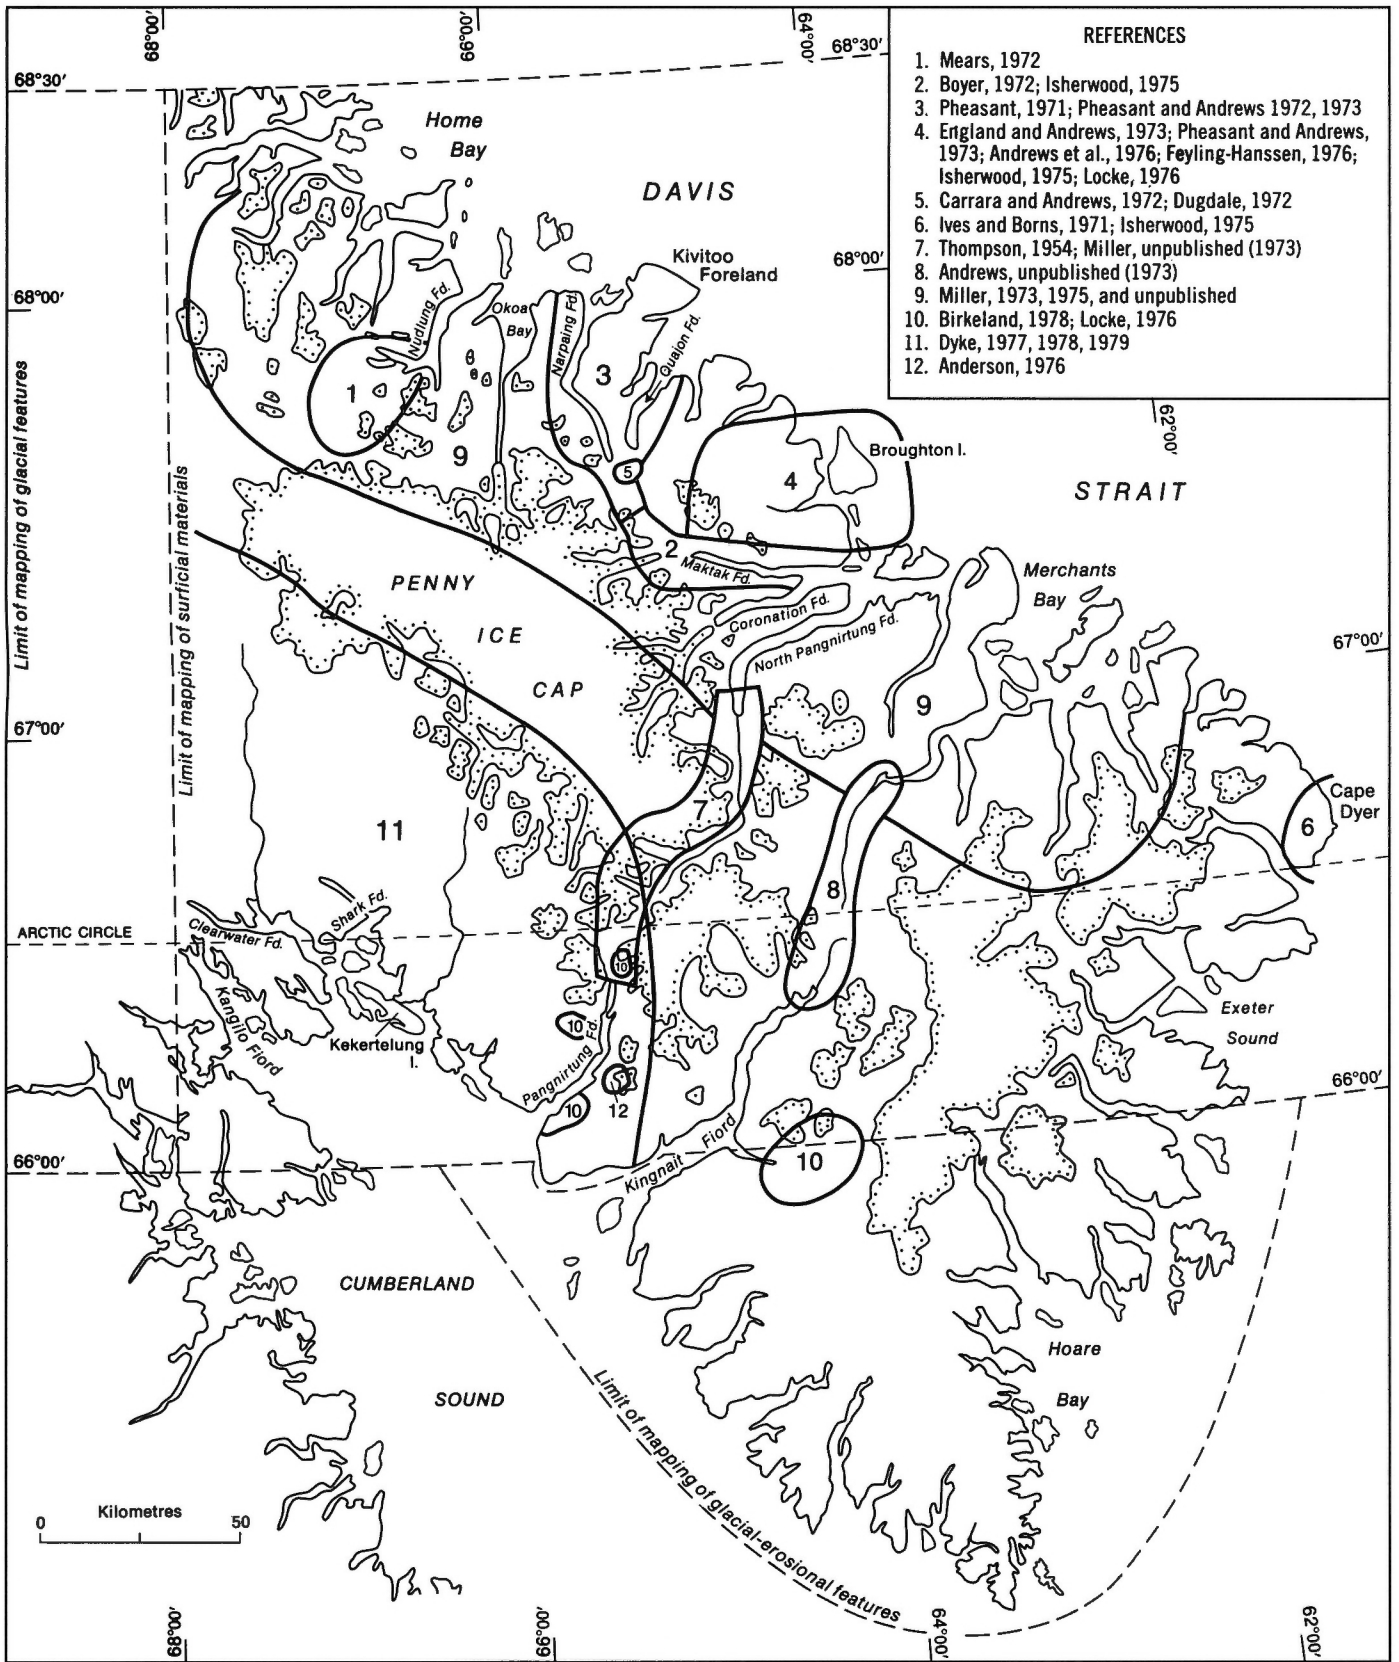 68°00'
66°00'
64°00'
68°30'
68°30'
REFERENCES
1. Mears, 1972
2. Boyer, 1972; Isherwood, 1975
3. Pheasant, 1971; Pheasant and Andrews 1972, 1973
4. England and Andrews, 1973; Pheasant and Andrews,
1973; Andrews et al., 1976; Feyling-Hanssen, 1976;
Isherwood, 1975; Locke, 1976
5. Carrara and Andrews, 1972; Dugdale, 1972
6. Ives and Borns, 1971; Isherwood, 1975
7. Thompson, 1954; Miller, unpublished (1973)
8. Andrews, unpublished (1973)
9. Miller, 1973, 1975, and unpublished
10. Birkeland, 1978; Locke, 1976
11. Dyke, 1977, 1978, 1979
12. Anderson, 1976
Home
Bay
DAVIS
Kivitoo
Foreland
68°00'
68°00'
Nudlung Fd.
Okoa
Bay
Narpaing Fd.
Quajon Fd.
3
1
62°00'
Limit of mapping of glacial features
Limit of mapping of surficial materials
9
5
4
Broughton I.
STRAIT
2
Maktak Fd.
PENNY
ICE
CAP
Coronation Fd.
North Pangnirtung Fd.
Merchants
Bay
67°00'
67°00'
9
7
11
Cape
Dyer
6
8
Shark Fd.
Clearwater Fd.
ARCTIC CIRCLE
10
Kangilo Fiord
Kekertelung
I.
10
Pangnirtung Fd.
Exeter
Sound
12
10
66°00'
66°00'
Kingnait Fiord
10
CUMBERLAND
SOUND
Hoare
Bay
Limit of mapping of glacial-erosional features
Kilometres
0 50
68°00'
66°00'
64°00'
62°00'